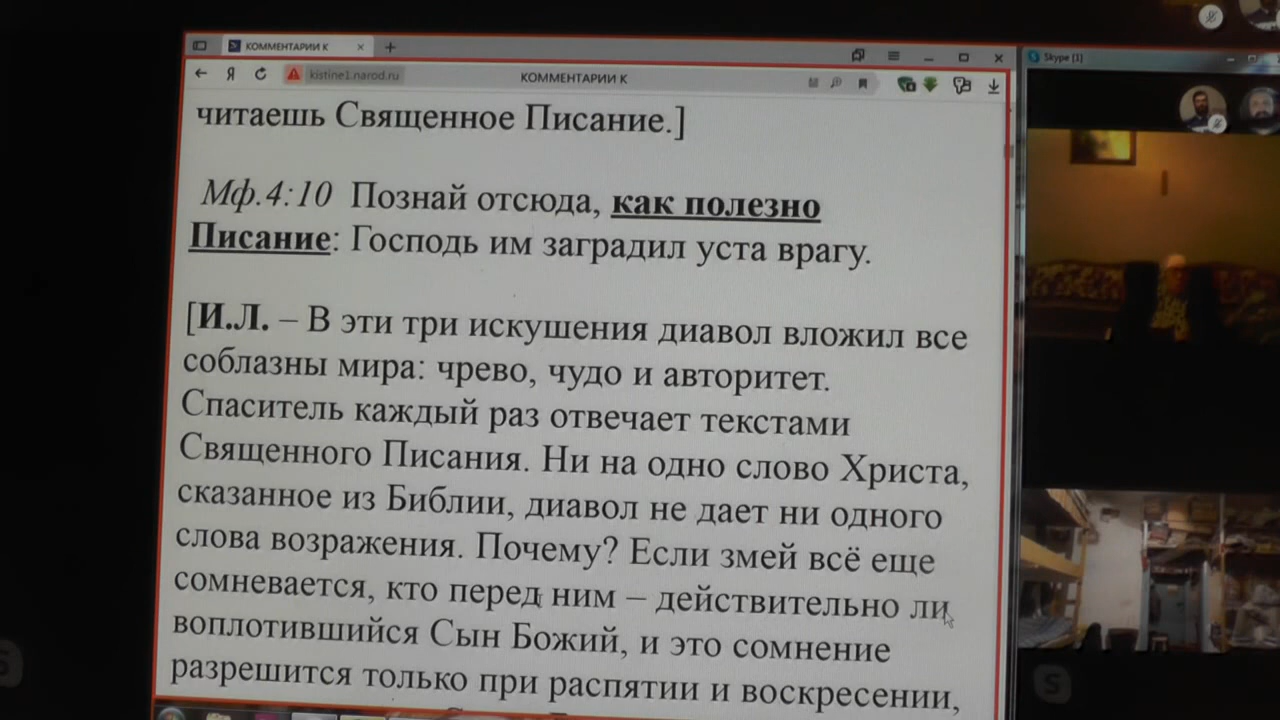 КОММЕНТАРИИ К
Я
kistine1.narod.ru
КОММЕНТАРИИ К
Skype [1]
читаешь Священное Писание.]
Мф.4:10 Познай отсюда, как полезно
Писание: Господь им заградил уста врагу.
[И.Л. – В эти три искушения диавол вложил все
соблазны мира: чрево, чудо и авторитет.
Спаситель каждый раз отвечает текстами
Священного Писания. Ни на одно слово Христа,
сказанное из Библии, диавол не дает ни одного
слова возражения. Почему? Если змей всё еще
сомневается, кто перед ним – действительно ли
воплотившийся Сын Божий, и это сомнение
разрешится только при распятии и воскресении,